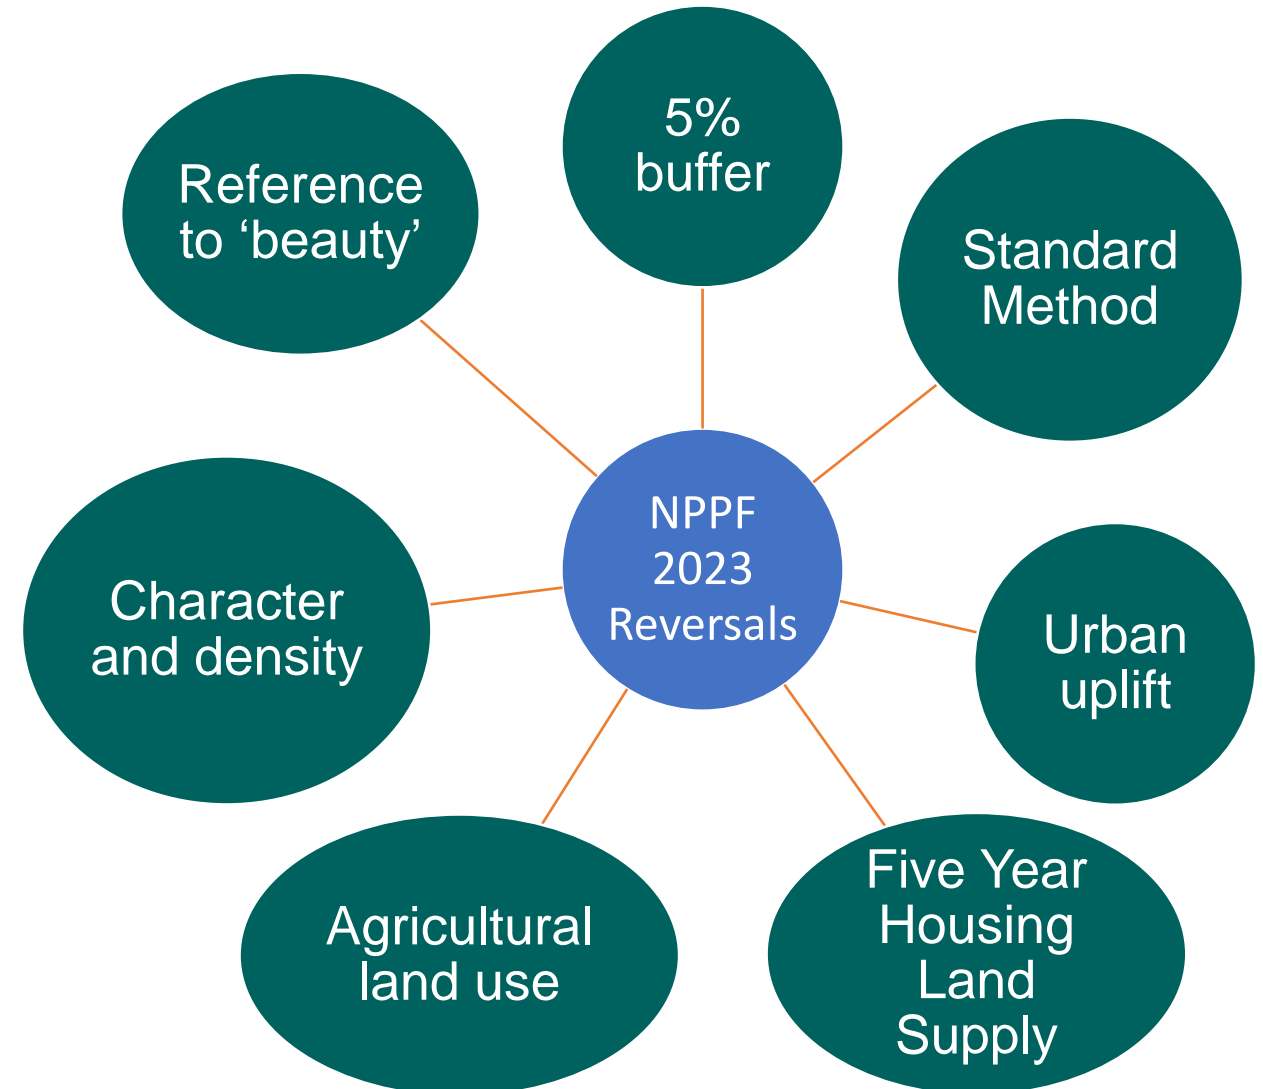 5%
buffer
Reference
to ‘beauty’
Standard
Method
NPPF
2023
Reversals
Character
and density
Urban
uplift
Agricultural
land use
Five Year
Housing
Land
Supply